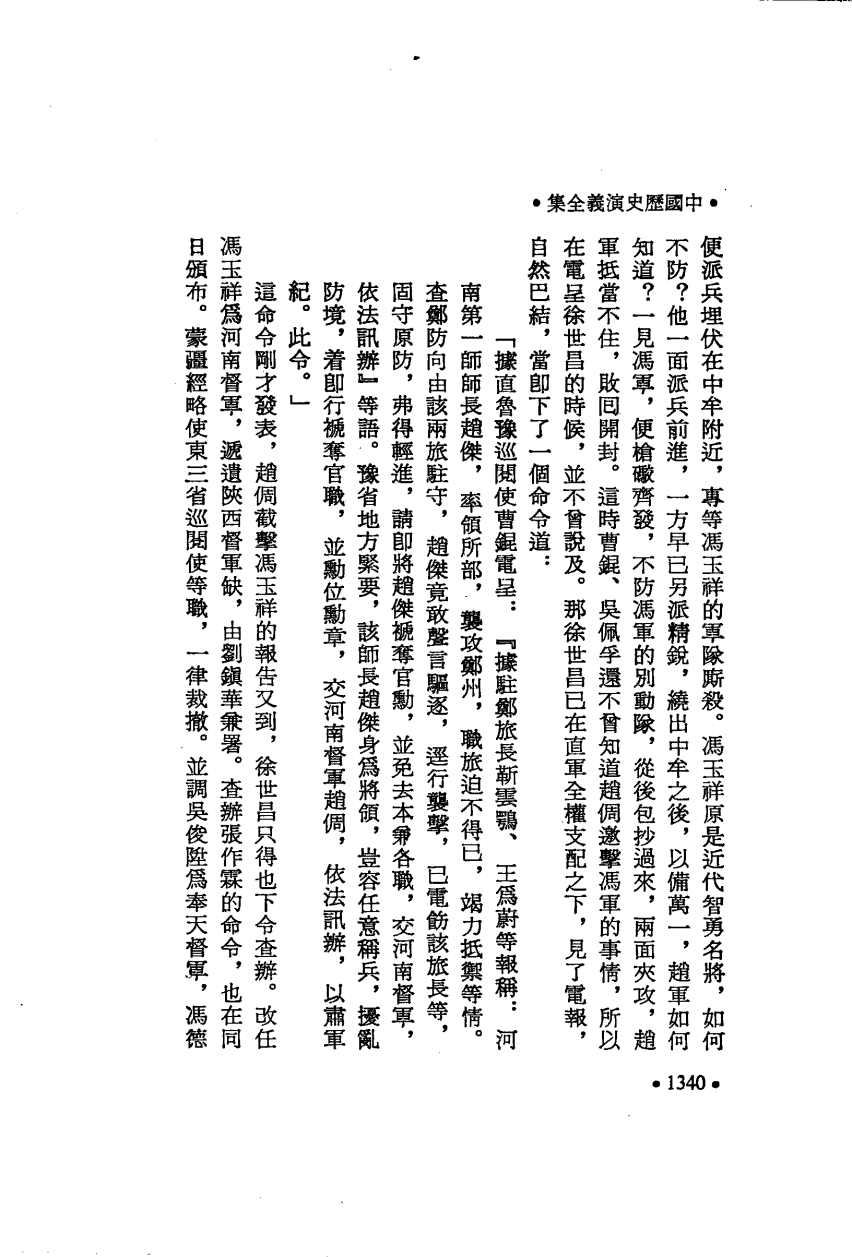 •中國歷史演義全集•
便派兵埋伏在中牟附近，專等馮玉祥的軍隊厮殺。馮玉祥原是近代智勇名將，如何
不防？他一面派兵前進，一方早已另派精銳，繞出中牟之後，以備萬一，趙軍如何
知道？一見馮軍，便槍礮齊發，不防馮軍的別動隊，從後包抄過來，兩面夾攻，趙
軍抵當不住，敗回開封。這時曹錕、吳佩孚還不曾知道趙倜邀擊馮軍的事情，所以
在電呈徐世昌的時候，並不曾說及。那徐世昌已在直軍全權支配之下，見了電報，
自然巴結，當卽下了一個命令道：
「據直魯豫巡閱使曹錕電呈：『據駐鄭旅長靳雲鶚、王爲蔚等報稱：河
南第一師師長趙傑，率領所部，襲攻鄭州，職旅迫不得已，竭力抵禦等情。
查鄭防向由該兩旅駐守，趙傑竟敢聲言驅逐，逕行襲擊，已電飭該旅長等，
固守原防，弗得輕進，請卽將趙傑褫奪官勳，並免去本兼各職，交河南督軍，
依法訊辦』等語。豫省地方緊要，該師長趙傑身爲將領，豈容任意稱兵，擾亂
防境，着卽行褫奪官職，並勳位勳章，交河南督軍趙倜，依法訊辦，以肅軍
紀。此令。」
這命令剛才發表，趙倜截擊馮玉祥的報告又到，徐世昌只得也下令查辦。改任
馮玉祥爲河南督軍，遞遺陝西督軍缺，由劉鎭華兼署。查辦張作霖的命令，也在同
日頒布。蒙疆經略使東三省巡閱使等職，一律裁撤。並調吳俊陞爲奉天督軍，馮德
•1340•